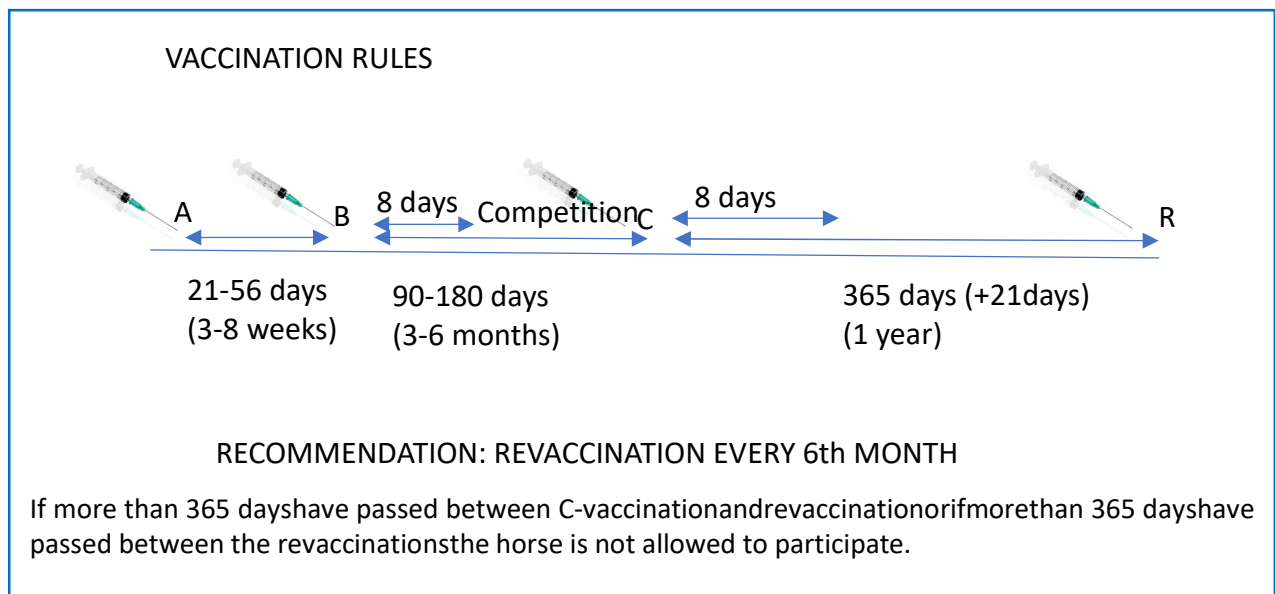 VACCINATION RULES
A
B
8 days
Competition
C
8 days
R
21-56 days
(3-8 weeks)
90-180 days
(3-6 months)
365 days (+21days)
(1 year)
RECOMMENDATION: REVACCINATION EVERY 6th MONTH
If more than 365 dayshave passed between C-vaccinationandrevaccinationorifmorethan 365 dayshave
passed between the revaccinationsthe horse is not allowed to participate.